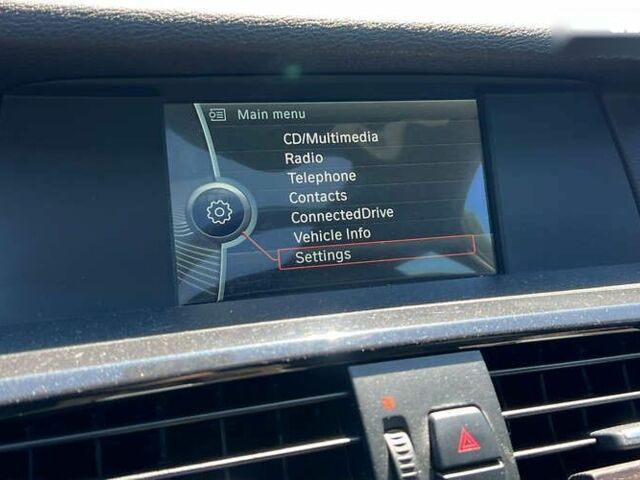 Main menu
CD/Multimedia
Radio
Telephone
Contacts
ConnectedDrive
Vehicle Info
Settings